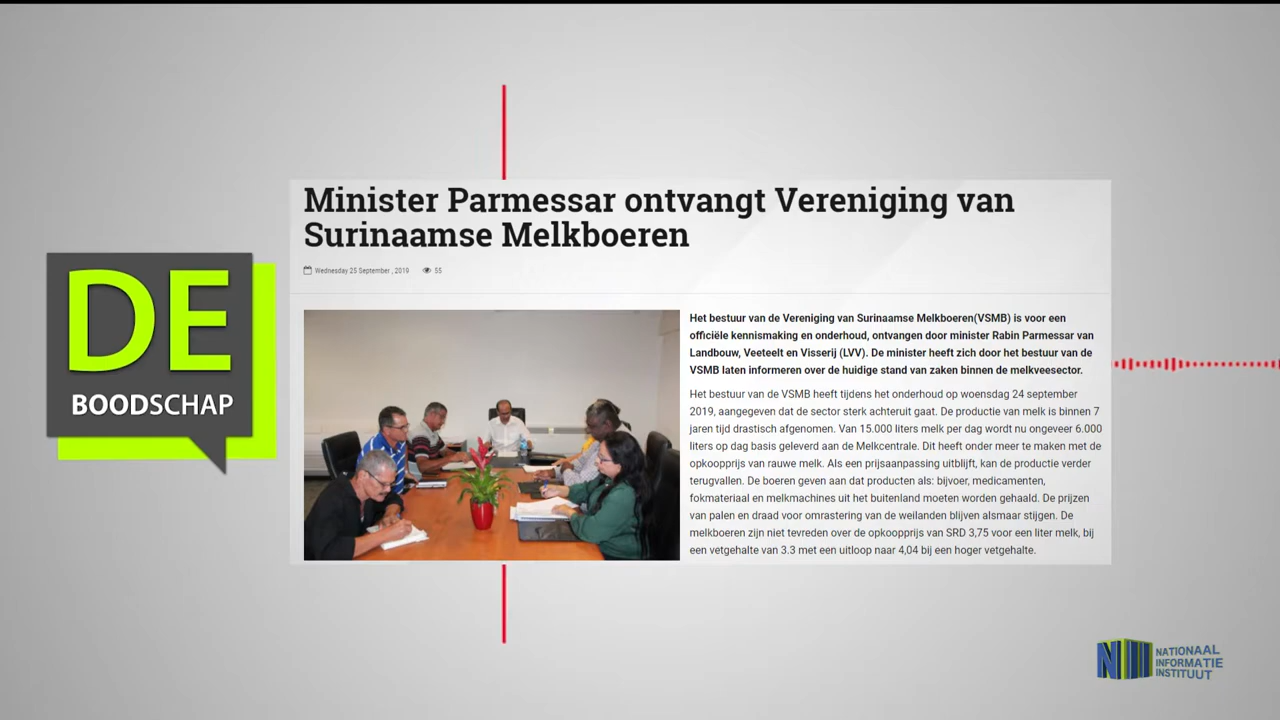 Minister Parmessar ontvangt Vereniging van
Surinaamse Melkboeren
Wednesday 25 September , 2019 55
DE
BOODSCHAP
Het bestuur van de Vereniging van Surinaamse Melkboeren(VSMB) is voor een
officiële kennismaking en onderhoud, ontvangen door minister Rabin Parmessar van
Landbouw, Veeteelt en Visserij (LVV). De minister heeft zich door het bestuur van de
VSMB laten informeren over de huidige stand van zaken binnen de melkveesector.
Het bestuur van de VSMB heeft tijdens het onderhoud op woensdag 24 september
2019, aangegeven dat de sector sterk achteruit gaat. De productie van melk is binnen 7
jaren tijd drastisch afgenomen. Van 15.000 liters melk per dag wordt nu ongeveer 6.000
liters op dag basis geleverd aan de Melkcentrale. Dit heeft onder meer te maken met de
opkoopprijs van rauwe melk. Als een prijsaanpassing uitblijft, kan de productie verder
terugvallen. De boeren geven aan dat producten als: bijvoer, medicamenten,
fokmateriaal en melkmachines uit het buitenland moeten worden gehaald. De prijzen
van palen en draad voor omrastering van de weilanden blijven alsmaar stijgen. De
melkboeren zijn niet tevreden over de opkoopprijs van SRD 3,75 voor een liter melk, bij
een vetgehalte van 3.3 met een uitloop naar 4,04 bij een hoger vetgehalte.
NII NATIONAAL
INFORMATIE
INSTITUUT